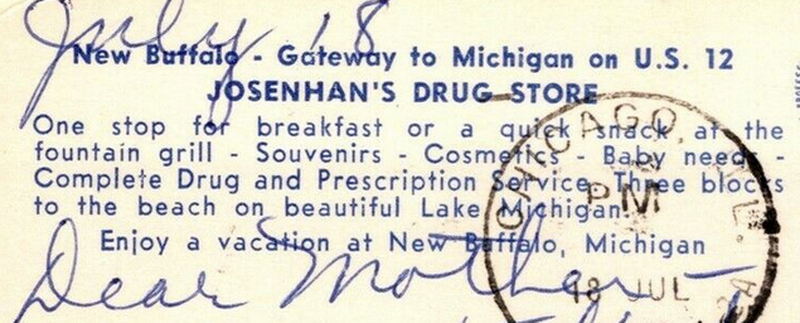 July 18
New Buffalo - Gateway to Michigan on U.S. 12
JOSENHAN'S DRUG STORE
One stop for breakfast or a quick snack at the
fountain grill - Souvenirs - Cosmetics - Baby needs -
Complete Drug and Prescription Service. Three blocks
to the beach on beautiful Lake Michigan.
Enjoy a vacation at New Buffalo, Michigan
Dear Mother -
CHICAGO, ILL.
PM
18 JUL